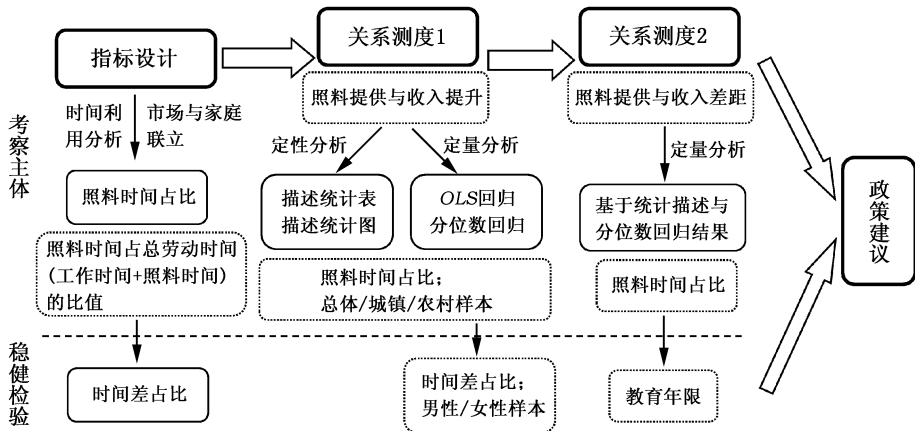 指标设计
关系测度1
关系测度2
照料提供与收入提升
照料提供与收入差距
时间利
用分析
市场与家庭
联立
定性分析
定量分析
定量分析
考察主体
照料时间占比
描述统计表
描述统计图
OLS回归
分位数回归
基于统计描述与
分位数回归结果
政策建议
照料时间占总劳动时间
(工作时间+照料时间)
的比值
照料时间占比；
总体/城镇/农村样本
照料时间占比
稳健检验
时间差占比
时间差占比；
男性/女性样本
教育年限